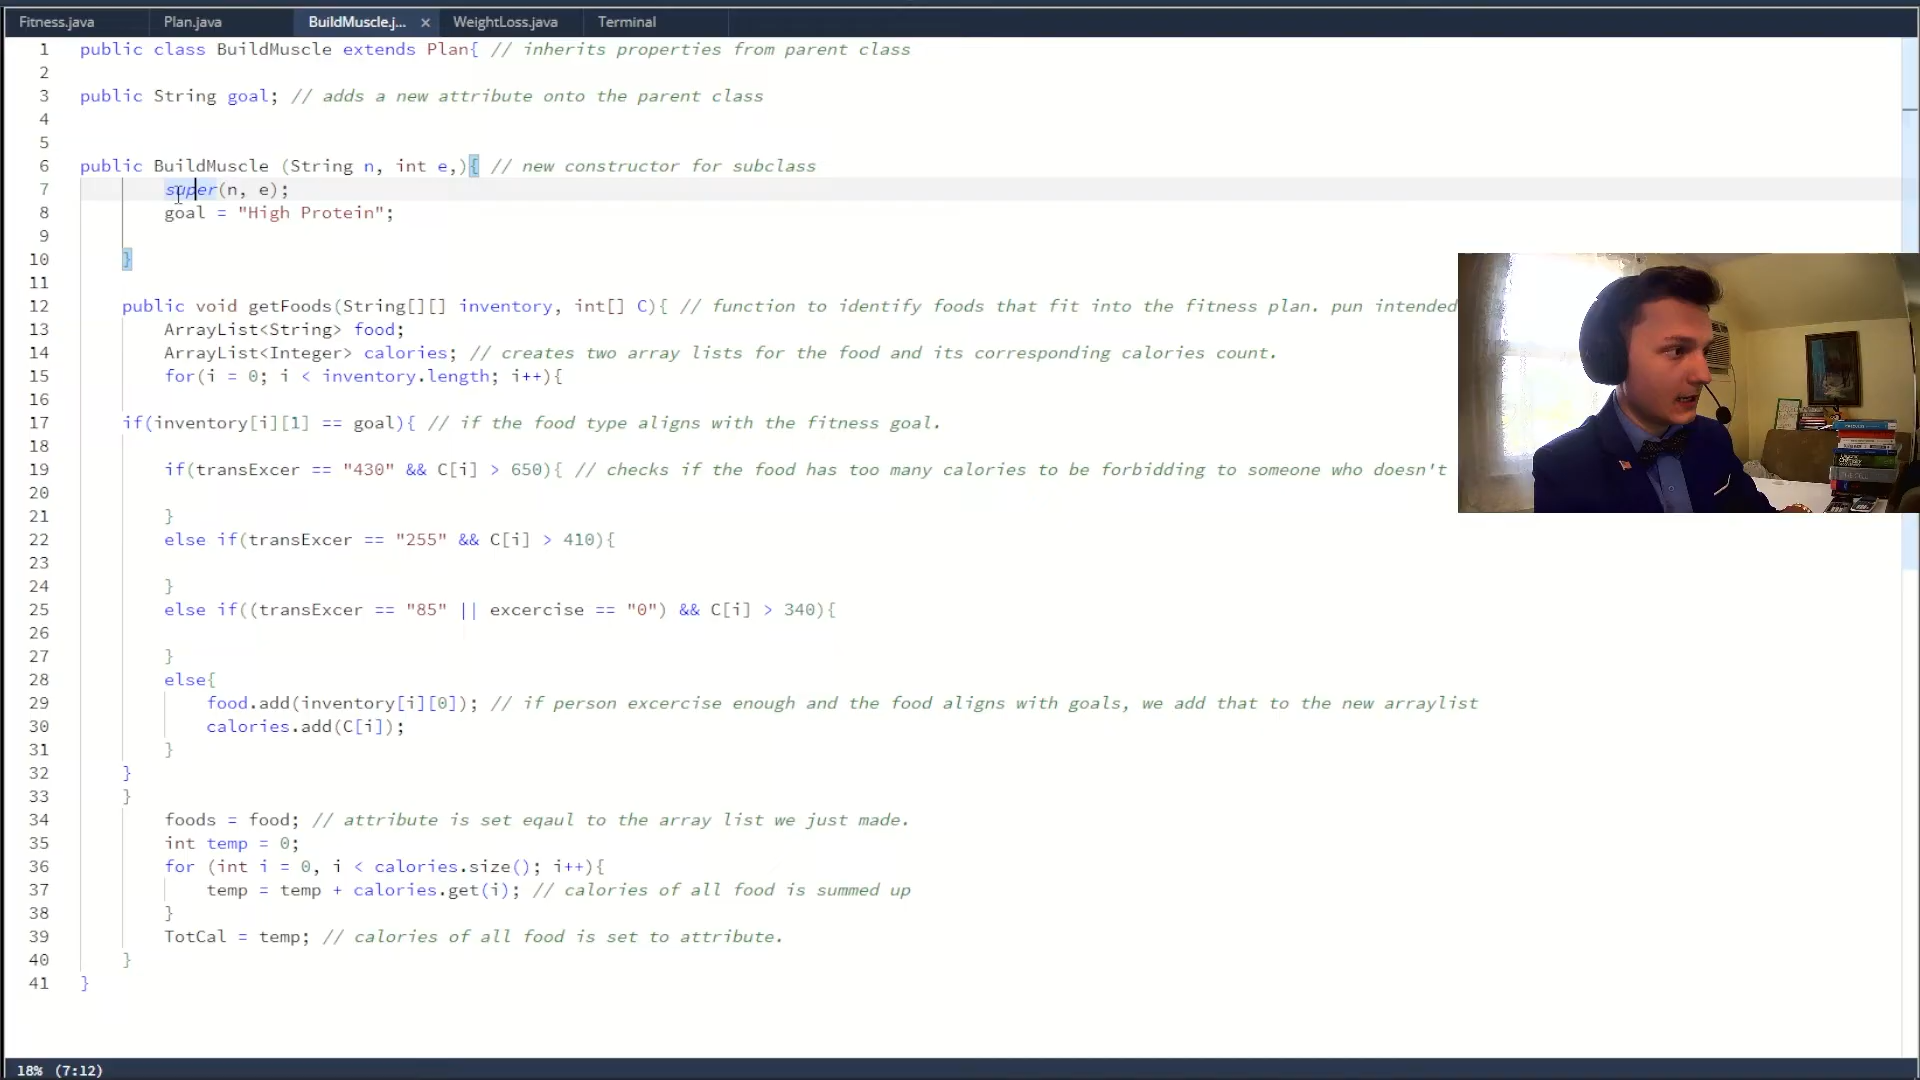 Fitness.java Plan.java BuildMuscle.j... × WeightLoss.java Terminal
1 public class BuildMuscle extends Plan{ // inherits properties from parent class
2
3 public String goal; // adds a new attribute onto the parent class
4
5
6 public BuildMuscle (String n, int e,){ // new constructor for subclass
7 super(n, e);
8 goal = "High Protein";
9
10 }
11
12 public void getFoods(String[][] inventory, int[] C){ // function to identify foods that fit into the fitness plan. pun intended
13 ArrayList<String> food;
14 ArrayList<Integer> calories; // creates two array lists for the food and its corresponding calories count.
15 for(i = 0; i < inventory.length; i++){
16
17 if(inventory[i][1] == goal){ // if the food type aligns with the fitness goal.
18
19 if(transExcer == "430" && C[i] > 650){ // checks if the food has too many calories to be forbidding to someone who doesn't
20
21 }
22 else if(transExcer == "255" && C[i] > 410){
23
24 }
25 else if((transExcer == "85" || excercise == "0") && C[i] > 340){
26
27 }
28 else{
29 food.add(inventory[i][0]); // if person excercise enough and the food aligns with goals, we add that to the new arraylist
30 calories.add(C[i]);
31 }
32 }
33 }
34 foods = food; // attribute is set eqaul to the array list we just made.
35 int temp = 0;
36 for (int i = 0, i < calories.size(); i++){
37 temp = temp + calories.get(i); // calories of all food is summed up
38 }
39 TotCal = temp; // calories of all food is set to attribute.
40 }
41 }
18% (7:12)